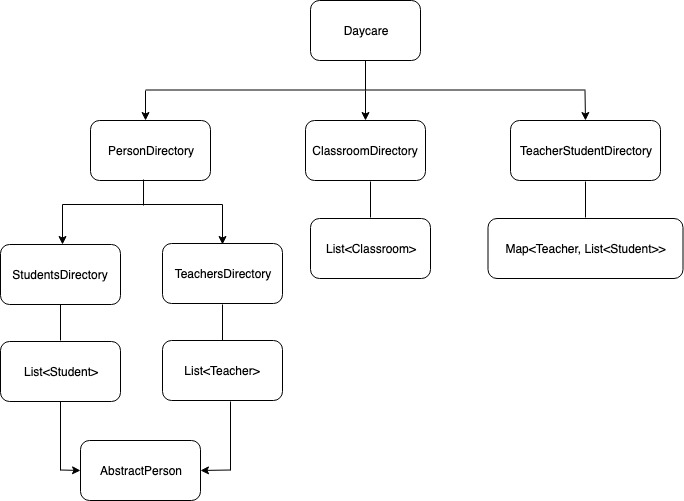 Daycare
PersonDirectory
ClassroomDirectory
TeacherStudentDirectory
List<Classroom>
Map<Teacher, List<Student>>
StudentsDirectory
TeachersDirectory
List<Student>
List<Teacher>
AbstractPerson